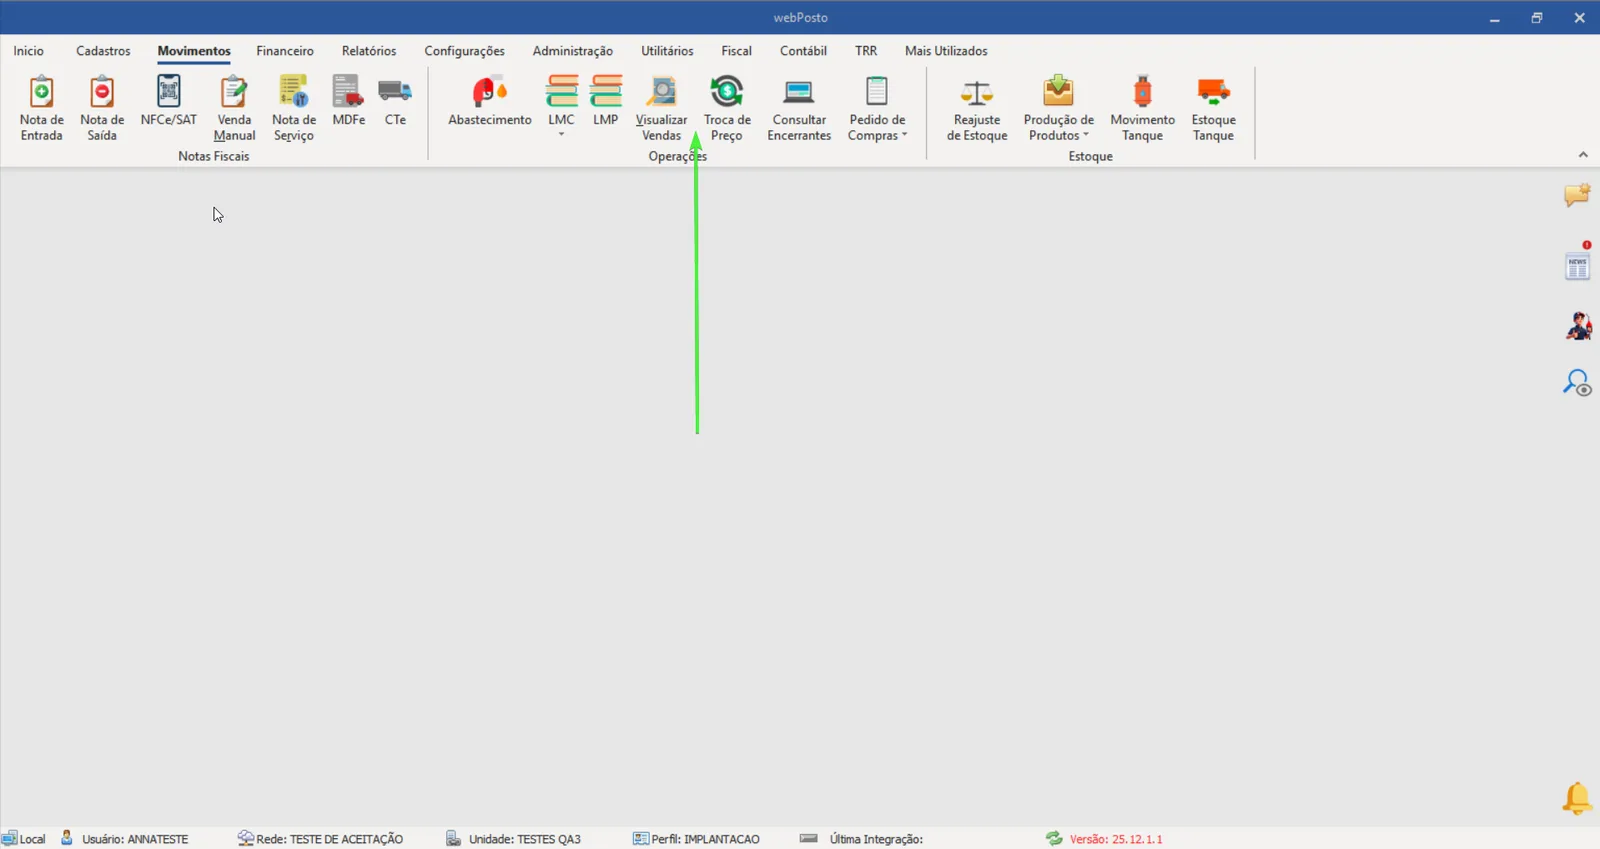 webPosto
Inicio Cadastros Movimentos Financeiro Relatórios Configurações Administração Utilitários Fiscal Contábil TRR Mais Utilizados
Nota de Entrada
Nota de Saída
NFCe/SAT
Venda Manual
Nota de Serviço
MDFe
CTe
Notas Fiscais
Abastecimento
LMC
LMP
Visualizar Vendas
Troca de Preço
Consultar Encerrantes
Pedido de Compras
Operações
Reajuste de Estoque
Produção de Produtos
Movimento Tanque
Estoque Tanque
Estoque
NEWS
Local Usuário: ANNATESTE Rede: TESTE DE ACEITAÇÃO Unidade: TESTES QA3 Perfil: IMPLANTACAO Última Integração: Versão: 25.12.1.1